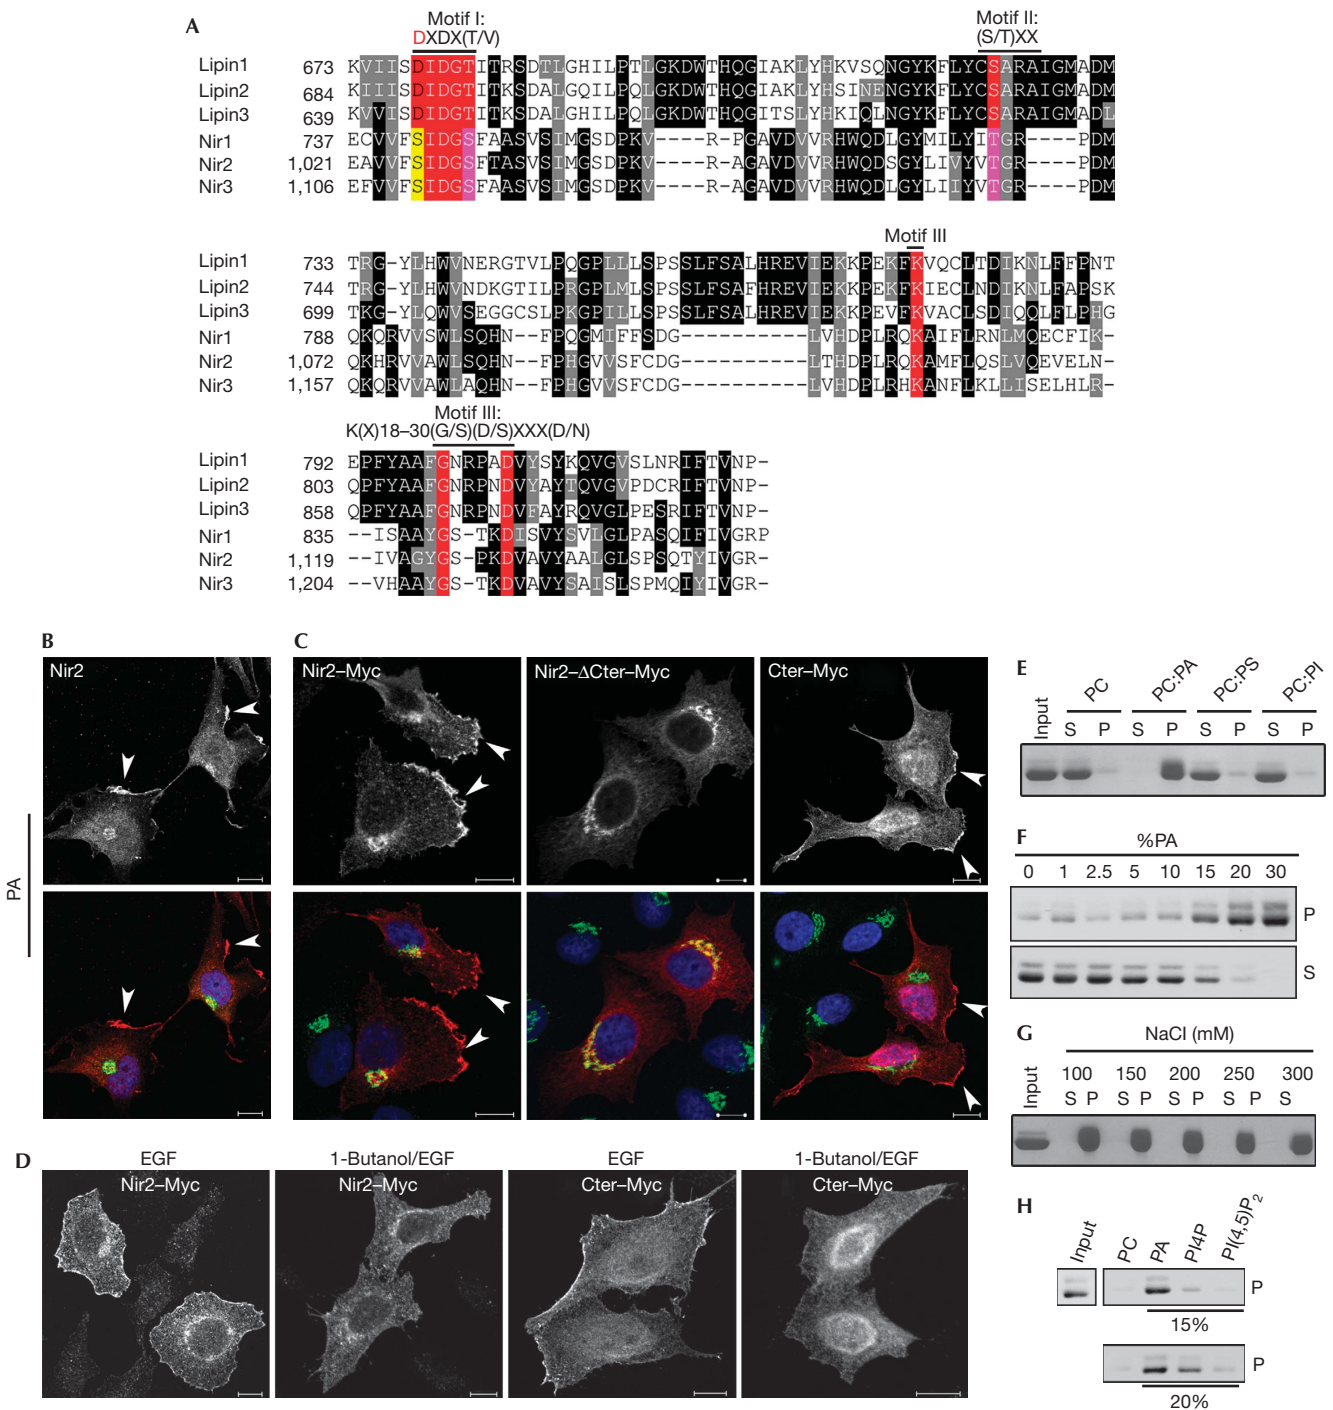 A
Motif I:
DXDX(T/V)
Motif II:
(S/T)XX
Lipin1 673 KVIISDIDGTITRSDTLGHILPTLGKDWTHQGIAKLYHKVSQNGYKFLYCSARAIGMADM
Lipin2 684 KIIISDIDGTITKSDALGQILPQLGKDWTHQGIAKLYHSINENGYKFLYCSARAIGMADM
Lipin3 639 KVVISDIDGTITKSDALGHILPQLGKDWTHQGITSLYHKIQLNGYKFLYCSARAIGMADL
Nir1 737 ECVVFSIDGSFAASVSIMGSDPKV----R-PGAVDVVRHWQDLGYMILYITGR----PDM
Nir2 1,021 EAVVFSIDGSFTASVSIMGSDPKV----R-AGAVDVVRHWQDSGYLIVYVTGR----PDM
Nir3 1,106 EFVVFSIDGSFAASVSIMGSDPKV----R-AGAVDVVRHWQDLGYLIIYVTGR----PDM
Motif III
Lipin1 733 TRG-YLHWVNERGTVLPQGPLLLSPSSLFSALHREVIEKKPEKFKVQCLTDIKNLFFPNT
Lipin2 744 TRG-YLHWVNDKGTILPRGPLMLSPSSLFSAFHREVIEKKPEKFKIECLNDIKNLFAPSK
Lipin3 699 TKG-YLQWVSEGGCSLPKGPILLSPSSLFSALHREVIEKKPEVFKVACLSDIQQLFLPHG
Nir1 788 QKQRVVSWLSQHN--FPQGMIFFSDG----------LVHDPLRQKAIFLRNLMQECFIK-
Nir2 1,072 QKHRVVAWLSQHN--FPHGVVSFCDG----------LTHDPLRQKAMFLQSLVQEVELN-
Nir3 1,157 QKQRVVAWLAQHN--FPHGVVSFCDG----------LVHDPLRHKANFLKLLISELHLR-
Motif III:
K(X)18–30(G/S)(D/S)XXX(D/N)
Lipin1 792 EPFYAAFGNRPADVYSYKQVGVSLNRIFTVNP-
Lipin2 803 QPFYAAFGNRPNDVYAYTQVGVPDCRIFTVNP-
Lipin3 858 QPFYAAFGNRPNDVFAYRQVGLPESRIFTVNP-
Nir1 835 --ISAAYGS-TKDISVYSVLGLPASQIFIVGRP
Nir2 1,119 --IVAGYGS-PKDVAVYAALGLSPSQTYIVGR-
Nir3 1,204 --VHAAYGS-TKDVAVYSAISLSPMQIYIVGR-
B
C
Nir2
Nir2–Myc
Nir2–ΔCter–Myc
Cter–Myc
PA
D
EGF
1-Butanol/EGF
EGF
1-Butanol/EGF
Nir2–Myc
Nir2–Myc
Cter–Myc
Cter–Myc
E
Input PC PC:PA PC:PS PC:PI
S P S P S P S P
F
%PA
0 1 2.5 5 10 15 20 30
P
S
G
NaCl (mM)
Input 100 150 200 250 300
S P S P S P S P S
H
Input PC PA PI4P PI(4,5)P2
P
15%
P
20%